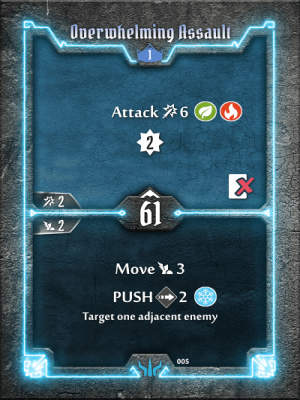 Overwhelming Assault
1
Attack 6
2
2
61
2
Move 3
PUSH 2
Target one adjacent enemy
005